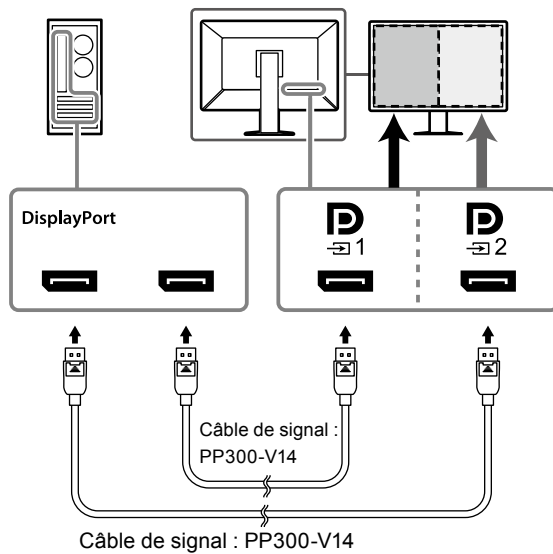 DisplayPort
1
2
Câble de signal :
PP300-V14
Câble de signal : PP300-V14